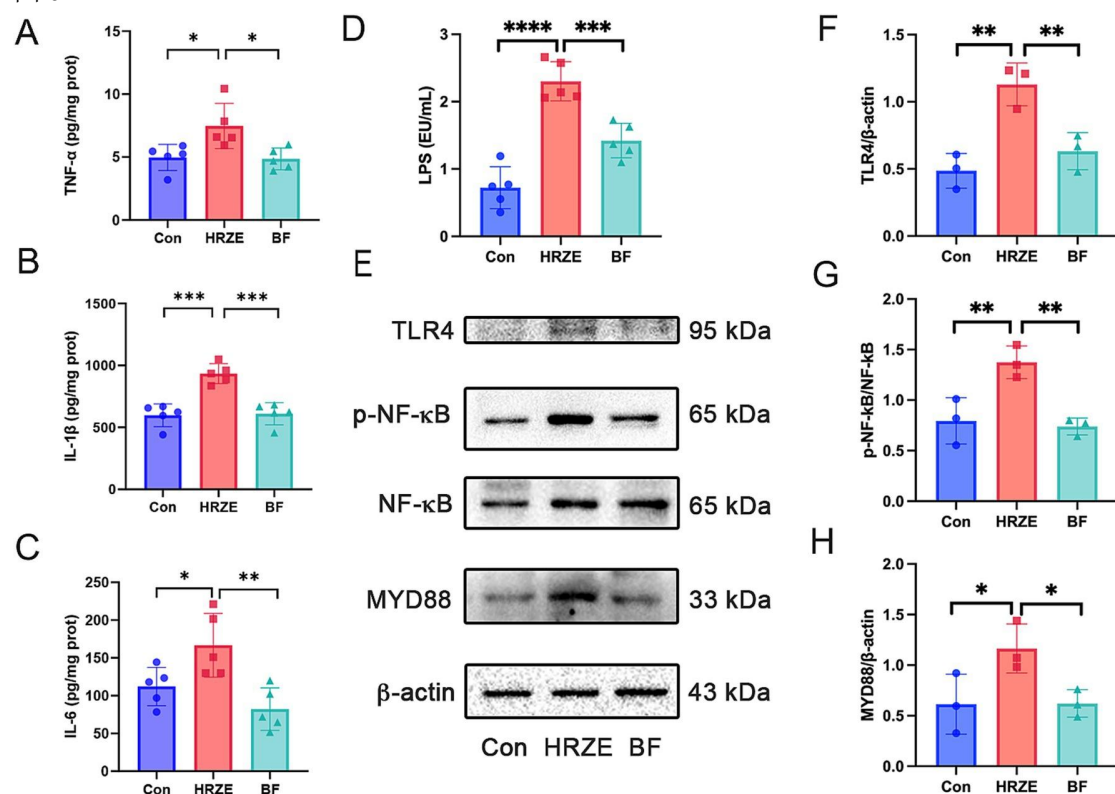 A
TNF-α (pg/mg prot)
15
10
5
0
* *
Con HRZE BF
B
IL-1β (pg/mg prot)
1500
1000
500
0
*** ***
Con HRZE BF
C
IL-6 (pg/mg prot)
250
200
150
100
50
0
* **
Con HRZE BF
D
LPS (EU/mL)
3
2
1
0
**** ***
Con HRZE BF
E
TLR4 95 kDa
p-NF-κB 65 kDa
NF-κB 65 kDa
MYD88 33 kDa
β-actin 43 kDa
Con HRZE BF
F
TLR4/β-actin
1.5
1.0
0.5
0.0
** **
Con HRZE BF
G
p-NF-kB/NF-kB
2.0
1.5
1.0
0.5
0.0
** **
Con HRZE BF
H
MYD88/β-actin
2.0
1.5
1.0
0.5
0.0
* *
Con HRZE BF